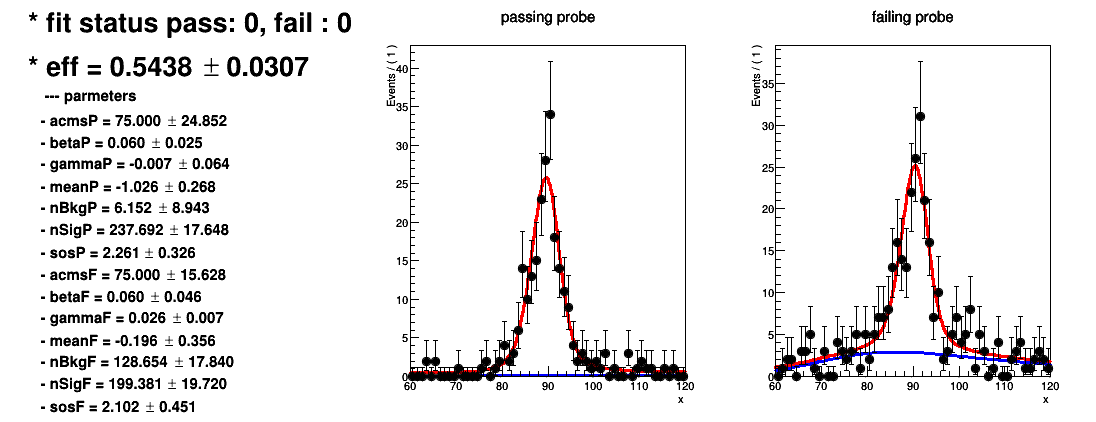 * fit status pass: 0, fail : 0
* eff = 0.5438 ± 0.0307
--- parmeters
- acmsP = 75.000 ± 24.852
- betaP = 0.060 ± 0.025
- gammaP = -0.007 ± 0.064
- meanP = -1.026 ± 0.268
- nBkgP = 6.152 ± 8.943
- nSigP = 237.692 ± 17.648
- sosP = 2.261 ± 0.326
- acmsF = 75.000 ± 15.628
- betaF = 0.060 ± 0.046
- gammaF = 0.026 ± 0.007
- meanF = -0.196 ± 0.356
- nBkgF = 128.654 ± 17.840
- nSigF = 199.381 ± 19.720
- sosF = 2.102 ± 0.451
passing probe
Events / ( 1 )
40
35
30
25
20
15
10
5
0
60 70 80 90 100 110 120
x
failing probe
Events / ( 1 )
35
30
25
20
15
10
5
0
60 70 80 90 100 110 120
x